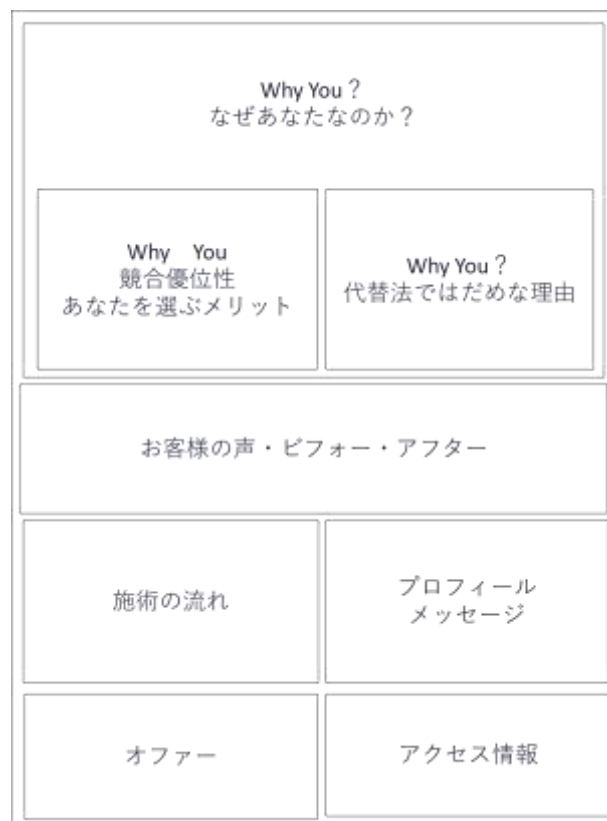 Why You？
なぜあなたなのか？
Why　You
競合優位性
あなたを選ぶメリット
Why You？
代替法ではだめな理由
お客様の声・ビフォー・アフター
施術の流れ
プロフィール
メッセージ
オファー
アクセス情報